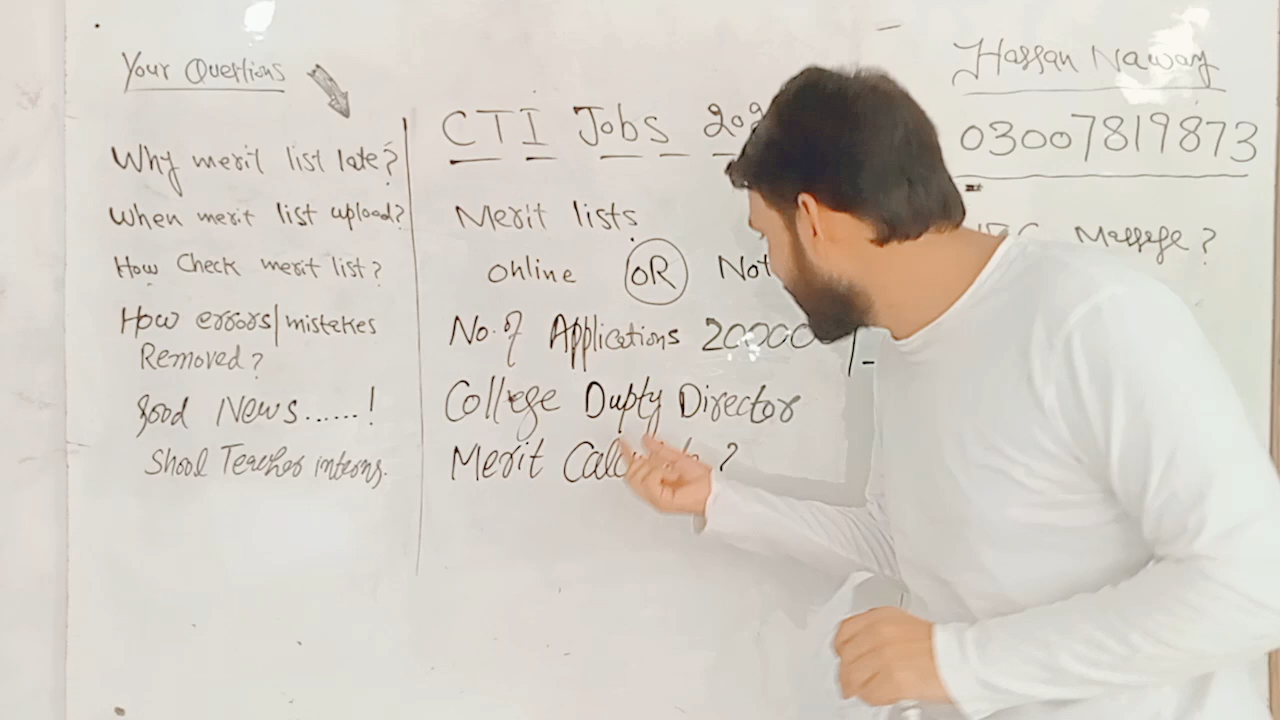 Your Questions
Why merit list late?
When merit list upload?
How Check merit list?
How errors/mistakes
Removed?
Good News......!
Shool Teacher interns.
CTI Jobs
Merit lists
online OR Not
No. of Applications
College Dupty Director
Merit ?
Hassan Naway
03007819873
Messege?